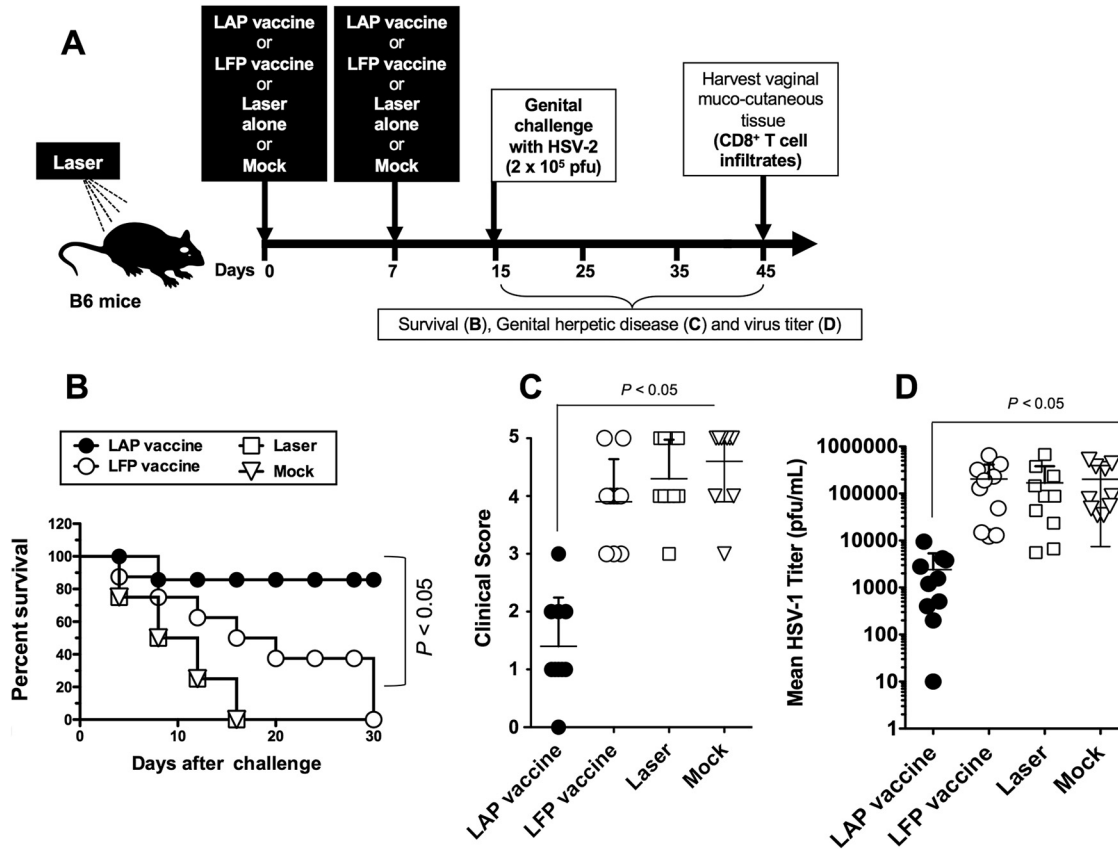 A
LAP vaccine
or
LFP vaccine
or
Laser
alone
or
Mock
LAP vaccine
or
LFP vaccine
or
Laser
alone
or
Mock
Genital
challenge
with HSV-2
(2 x 10⁵ pfu)
Harvest vaginal
muco-cutaneous
tissue
(CD8⁺ T cell
infiltrates)
Laser
B6 mice
Days 0 7 15 25 35 45
Survival (B), Genital herpetic disease (C) and virus titer (D)
B
LAP vaccine
LFP vaccine
Laser
Mock
Percent survival
120
100
80
60
40
20
0
0 10 20 30
Days after challenge
P < 0.05
C
P < 0.05
Clinical Score
5
4
3
2
1
0
LAP vaccine
LFP vaccine
Laser
Mock
D
P < 0.05
Mean HSV-1 Titer (pfu/mL)
1000000
100000
10000
1000
100
10
1
LAP vaccine
LFP vaccine
Laser
Mock